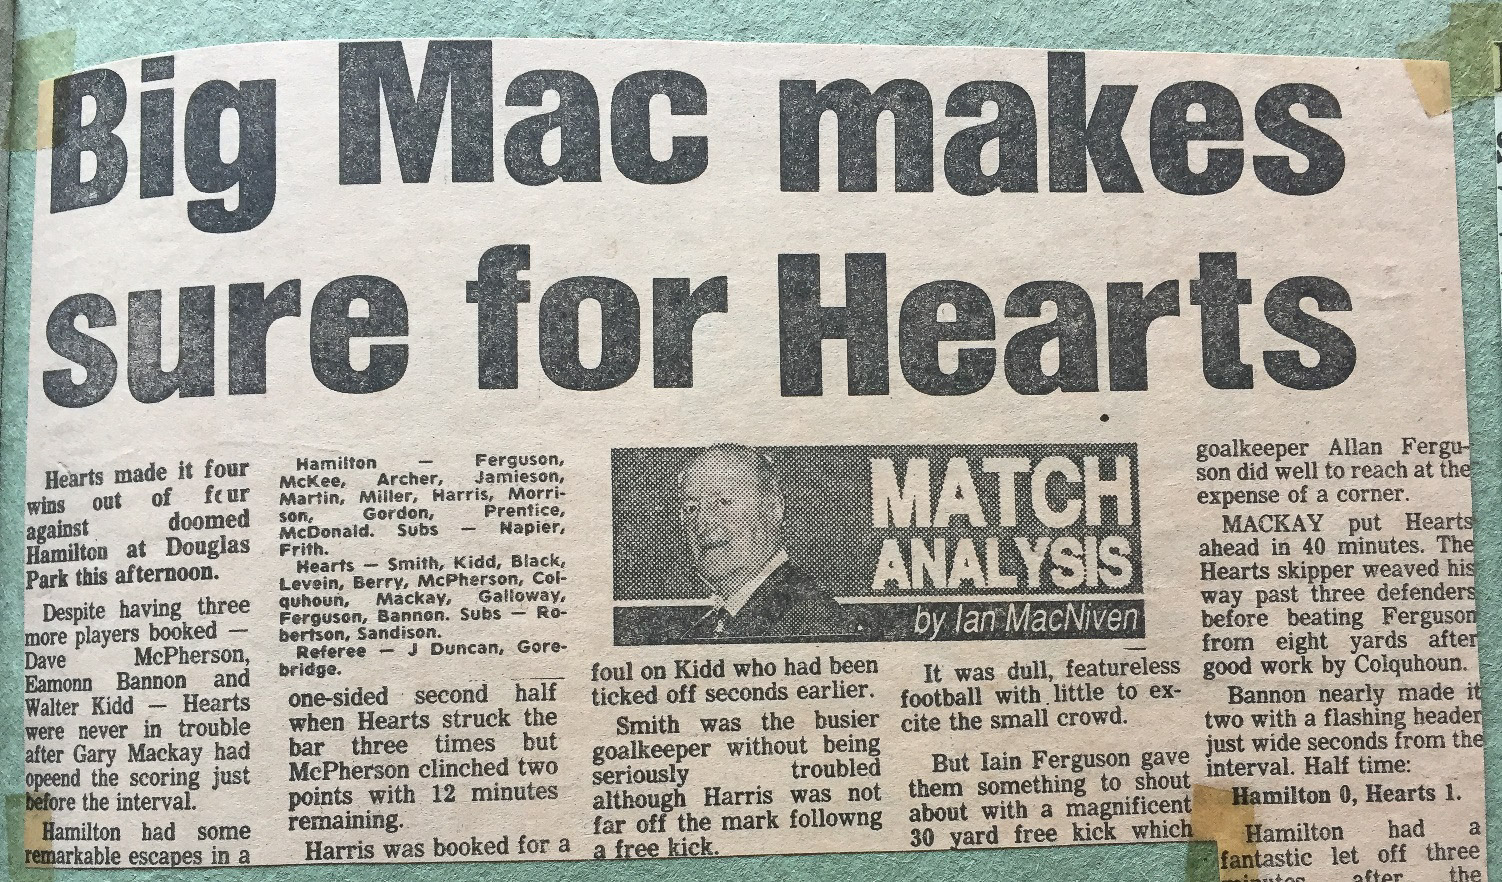 Big Mac makes
sure for Hearts
Hearts made it four
wins out of four
against doomed
Hamilton at Douglas
Park this afternoon.
Despite having three
more players booked —
Dave McPherson,
Eamonn Bannon and
Walter Kidd — Hearts
were never in trouble
after Gary Mackay had
opeend the scoring just
before the interval.
Hamilton had some
remarkable escapes in a
Hamilton — Ferguson,
McKee, Archer, Jamieson,
Martin, Miller, Harris, Morri-
son, Gordon, Prentice,
McDonald. Subs — Napier,
Frith.
Hearts — Smith, Kidd, Black,
Levein, Berry, McPherson, Col-
quhoun, Mackay, Galloway,
Ferguson, Bannon. Subs — Ro-
bertson, Sandison.
Referee — J Duncan, Gore-
bridge.
one-sided second half
when Hearts struck the
bar three times but
McPherson clinched two
points with 12 minutes
remaining.
Harris was booked for a
MATCH
ANALYSIS
by Ian MacNiven
foul on Kidd who had been
ticked off seconds earlier.
Smith was the busier
goalkeeper without being
seriously troubled
although Harris was not
far off the mark followng
a free kick.
It was dull, featureless
football with little to ex-
cite the small crowd.
But Iain Ferguson gave
them something to shout
about with a magnificent
30 yard free kick which
goalkeeper Allan Fergu-
son did well to reach at the
expense of a corner.
MACKAY put Hearts
ahead in 40 minutes. The
Hearts skipper weaved his
way past three defenders
before beating Ferguson
from eight yards after
good work by Colquhoun.
Bannon nearly made it
two with a flashing header
just wide seconds from the
interval. Half time:
Hamilton 0, Hearts 1.
Hamilton had a
fantastic let off three
minutes after the